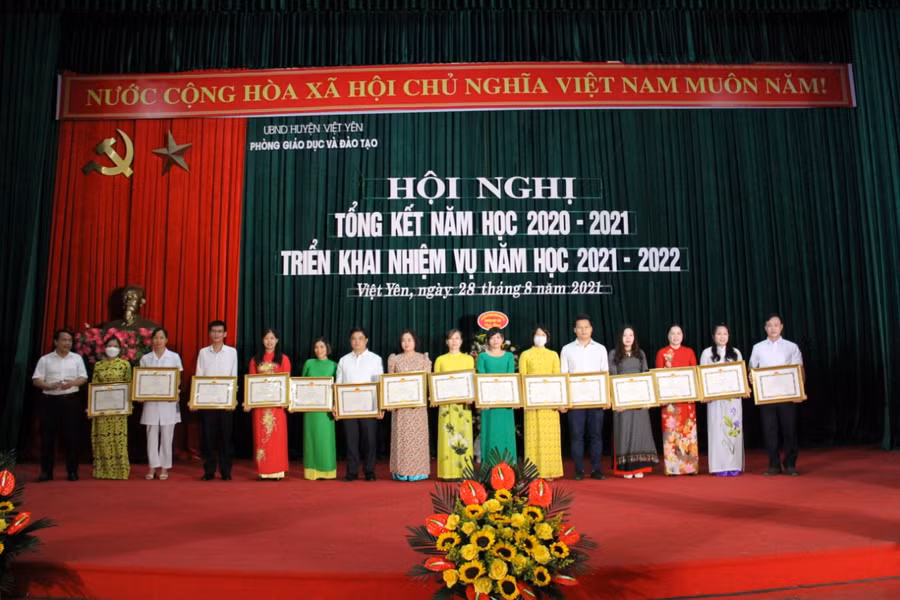 NƯỚC CỘNG HÒA XÃ HỘI CHỦ NGHĨA VIỆT NAM MUÔN NĂM!
UBND HUYỆN VIỆT YÊN
PHÒNG GIÁO DỤC VÀ ĐÀO TẠO
HỘI NGHỊ
TỔNG KẾT NĂM HỌC 2020 - 2021
TRIỂN KHAI NHIỆM VỤ NĂM HỌC 2021 - 2022
Việt Yên, ngày 28 tháng 8 năm 2021